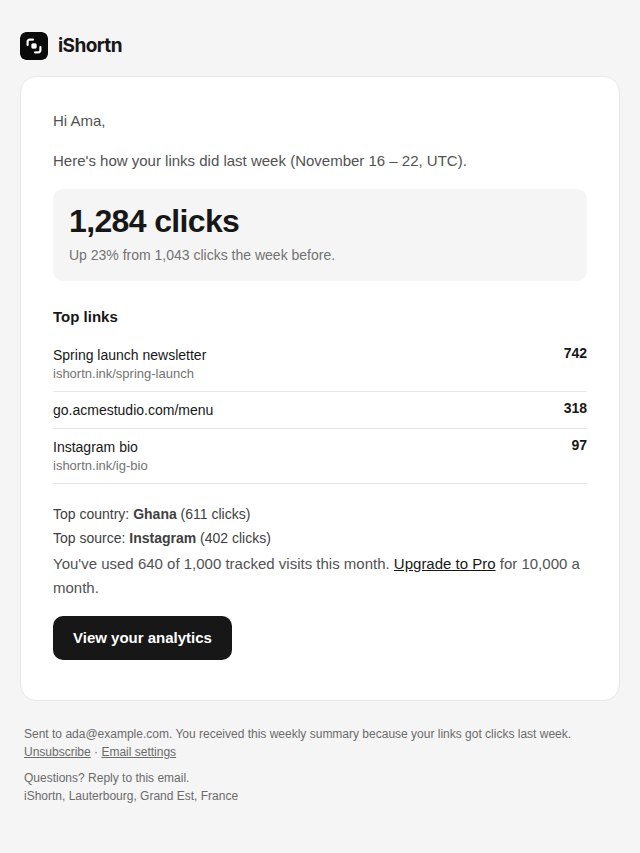 iShortn
Hi Ama,
Here's how your links did last week (November 16 – 22, UTC).
1,284 clicks
Up 23% from 1,043 clicks the week before.
Top links
Spring launch newsletter 742
ishortn.ink/spring-launch
go.acmestudio.com/menu 318
Instagram bio 97
ishortn.ink/ig-bio
Top country: Ghana (611 clicks)
Top source: Instagram (402 clicks)
You've used 640 of 1,000 tracked visits this month. Upgrade to Pro for 10,000 a
month.
View your analytics
Sent to ada@example.com. You received this weekly summary because your links got clicks last week.
Unsubscribe · Email settings
Questions? Reply to this email.
iShortn, Lauterbourg, Grand Est, France